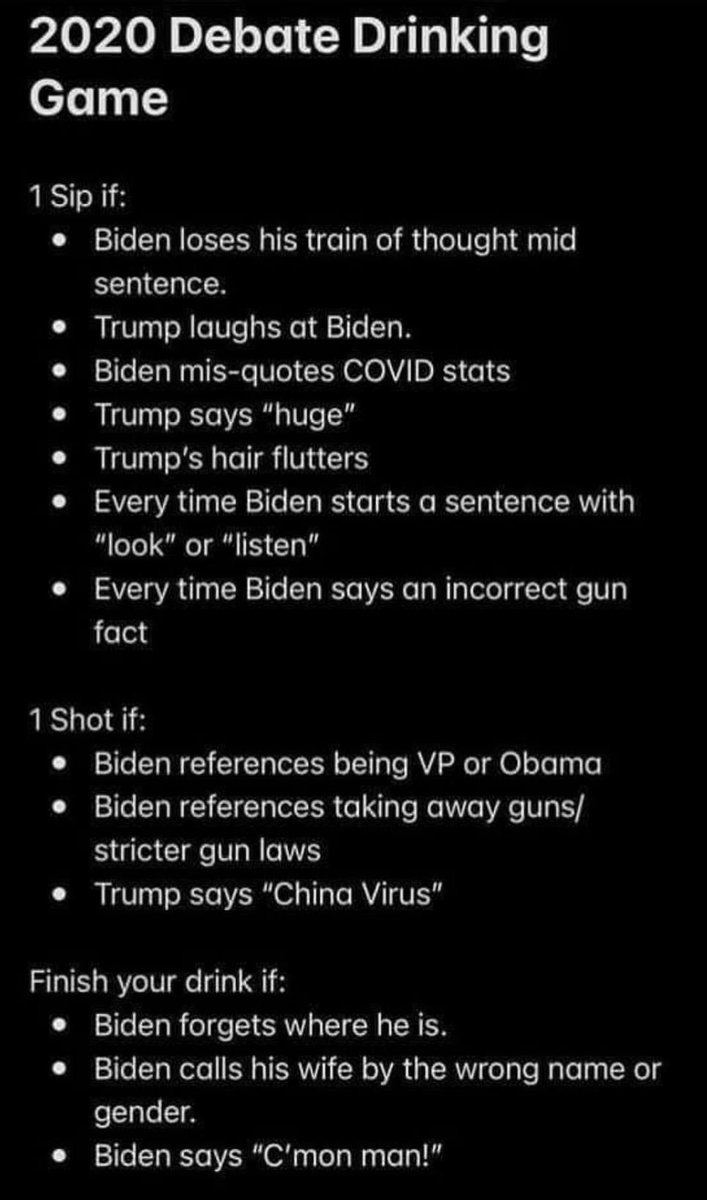 2020 Debate Drinking
Game
1 Sip if:
• Biden loses his train of thought mid
sentence.
• Trump laughs at Biden.
• Biden mis-quotes COVID stats
• Trump says "huge"
• Trump's hair flutters
• Every time Biden starts a sentence with
"look" or "listen"
• Every time Biden says an incorrect gun
fact
1 Shot if:
• Biden references being VP or Obama
• Biden references taking away guns/
stricter gun laws
• Trump says "China Virus"
Finish your drink if:
• Biden forgets where he is.
• Biden calls his wife by the wrong name or
gender.
• Biden says "C'mon man!"